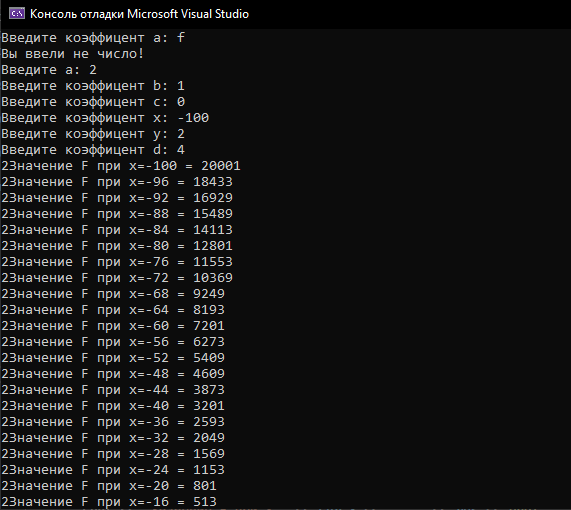 Консоль отладки Microsoft Visual Studio
Введите коэффицент a: f
Вы ввели не число!
Введите a: 2
Введите коэффицент b: 1
Введите коэффицент c: 0
Введите коэффицент x: -100
Введите коэффицент y: 2
Введите коэффицент d: 4
2Значение F при x=-100 = 20001
2Значение F при x=-96 = 18433
2Значение F при x=-92 = 16929
2Значение F при x=-88 = 15489
2Значение F при x=-84 = 14113
2Значение F при x=-80 = 12801
2Значение F при x=-76 = 11553
2Значение F при x=-72 = 10369
2Значение F при x=-68 = 9249
2Значение F при x=-64 = 8193
2Значение F при x=-60 = 7201
2Значение F при x=-56 = 6273
2Значение F при x=-52 = 5409
2Значение F при x=-48 = 4609
2Значение F при x=-44 = 3873
2Значение F при x=-40 = 3201
2Значение F при x=-36 = 2593
2Значение F при x=-32 = 2049
2Значение F при x=-28 = 1569
2Значение F при x=-24 = 1153
2Значение F при x=-20 = 801
2Значение F при x=-16 = 513